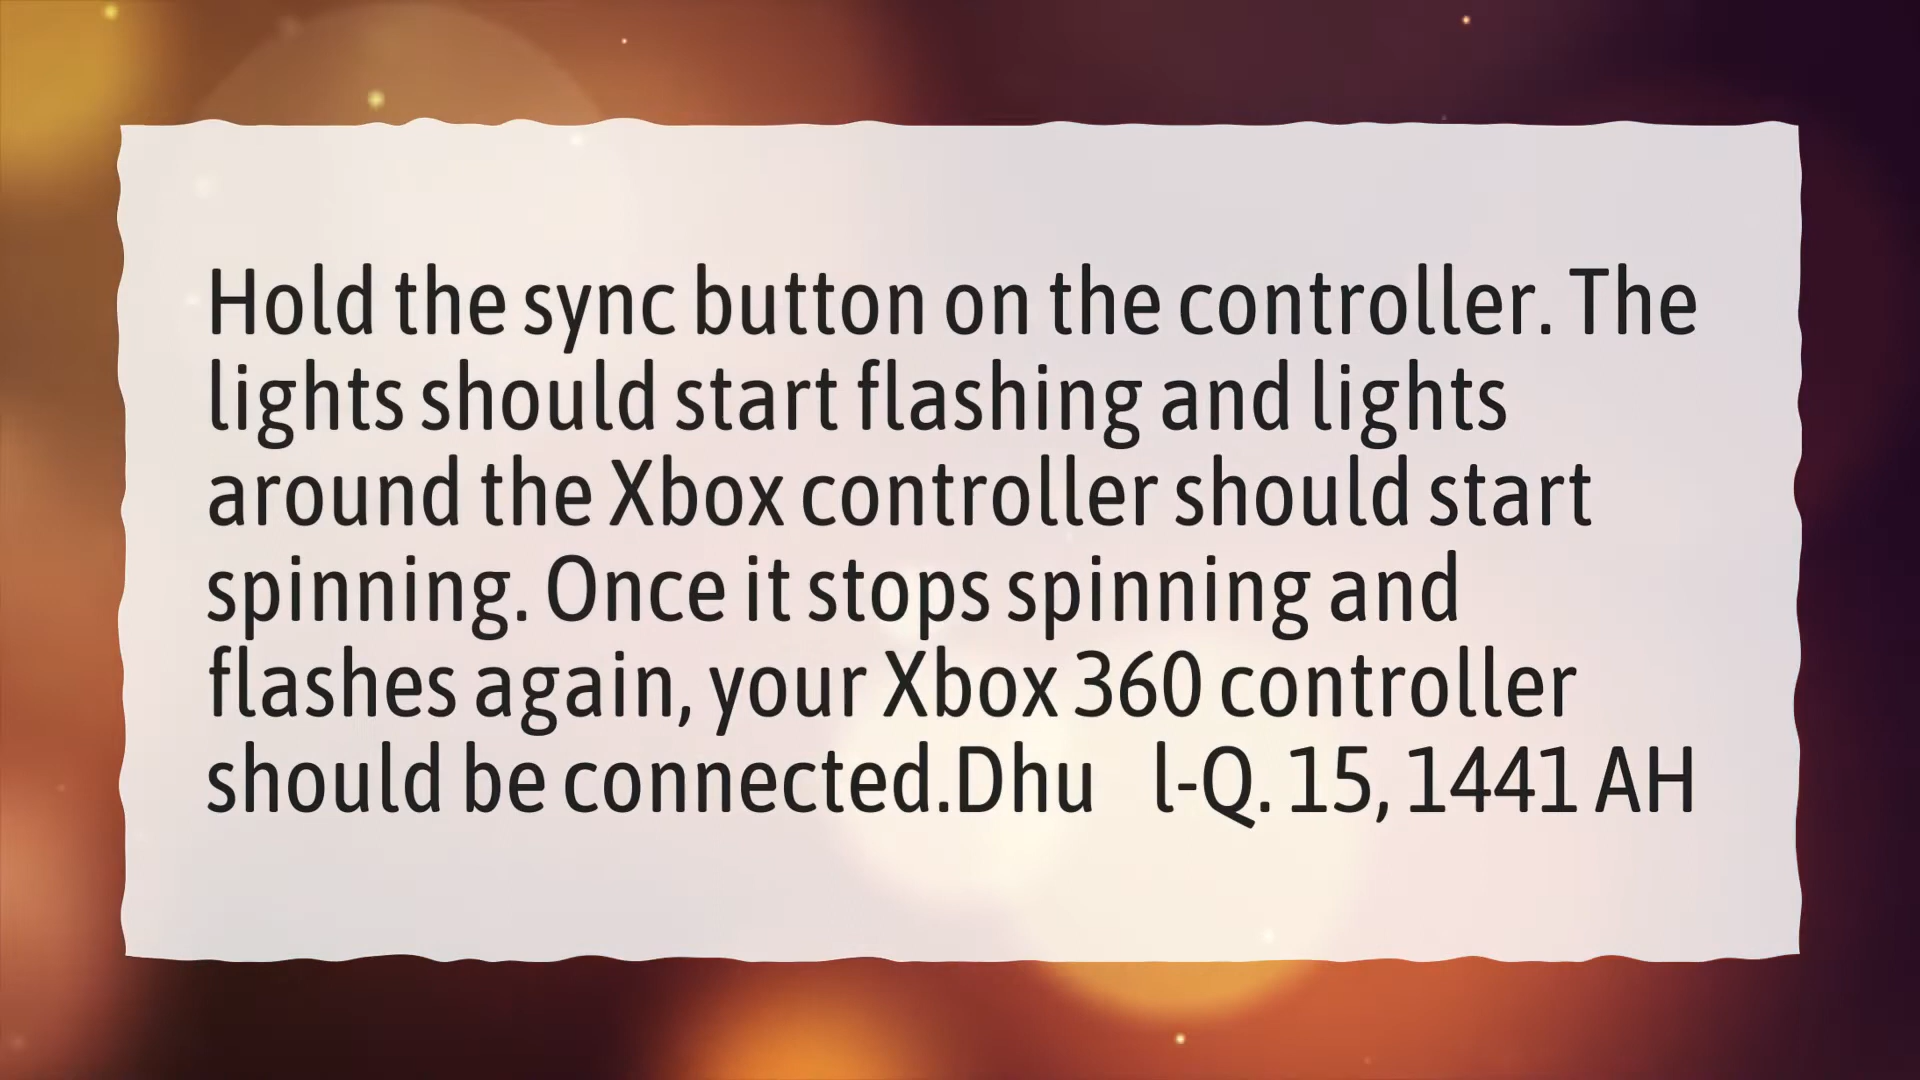 Hold the sync button on the controller. The
lights should start flashing and lights
around the Xbox controller should start
spinning. Once it stops spinning and
flashes again, your Xbox 360 controller
should be connected.Dhu l-Q. 15, 1441 AH